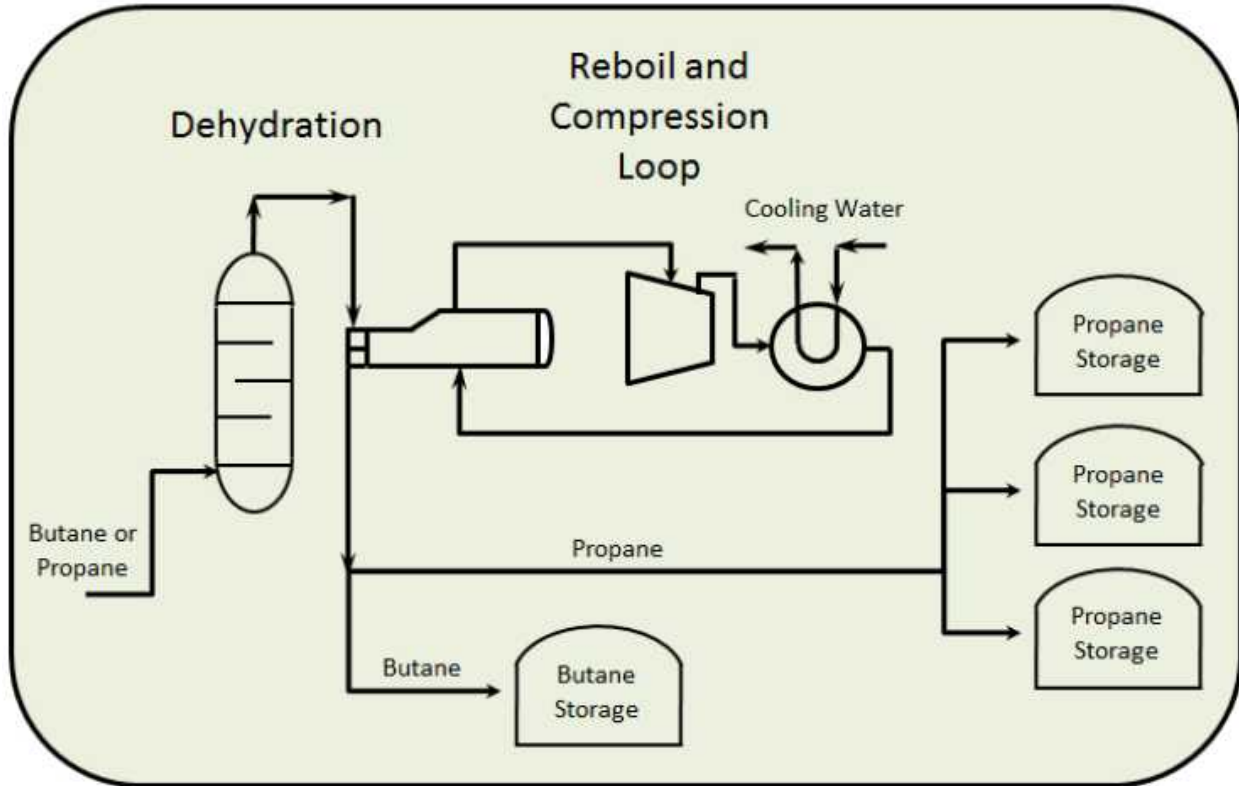 Reboil and
Compression
Loop
Dehydration
Cooling Water
Propane
Storage
Propane
Storage
Butane or
Propane
Propane
Propane
Storage
Butane
Butane
Storage